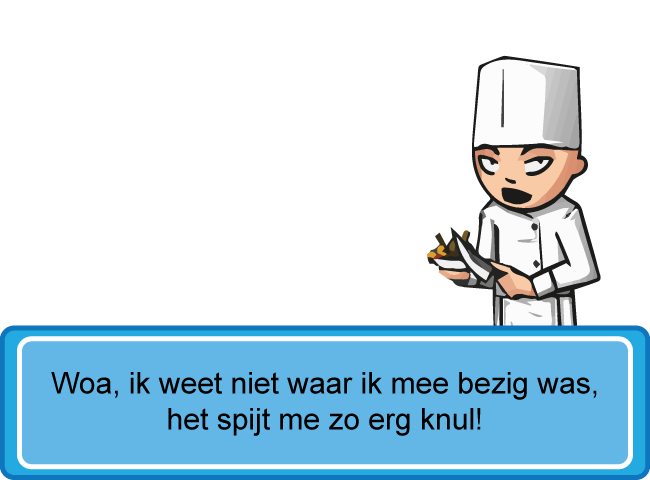 Woa, ik weet niet waar ik mee bezig was,
het spijt me zo erg knul!